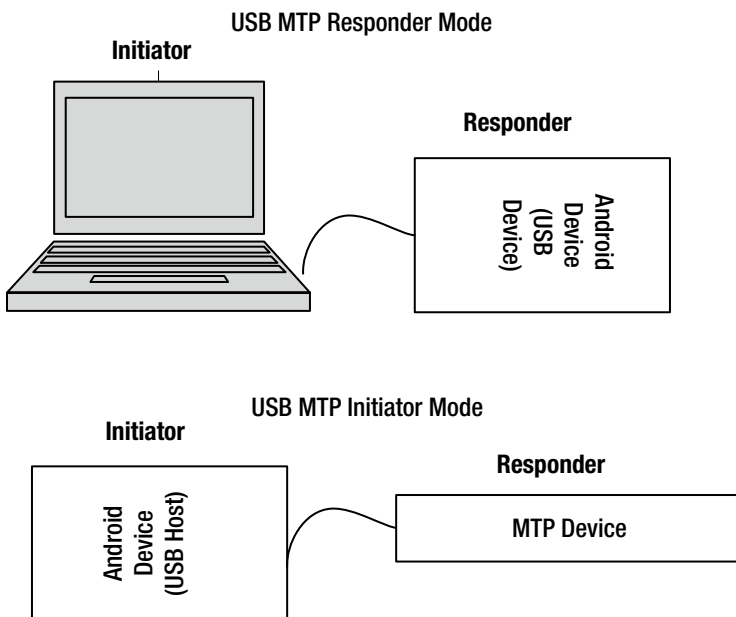 USB MTP Responder Mode
Initiator
Responder
Android
Device
(USB
Device)
USB MTP Initiator Mode
Initiator
Responder
Android
Device
(USB Host)
MTP Device